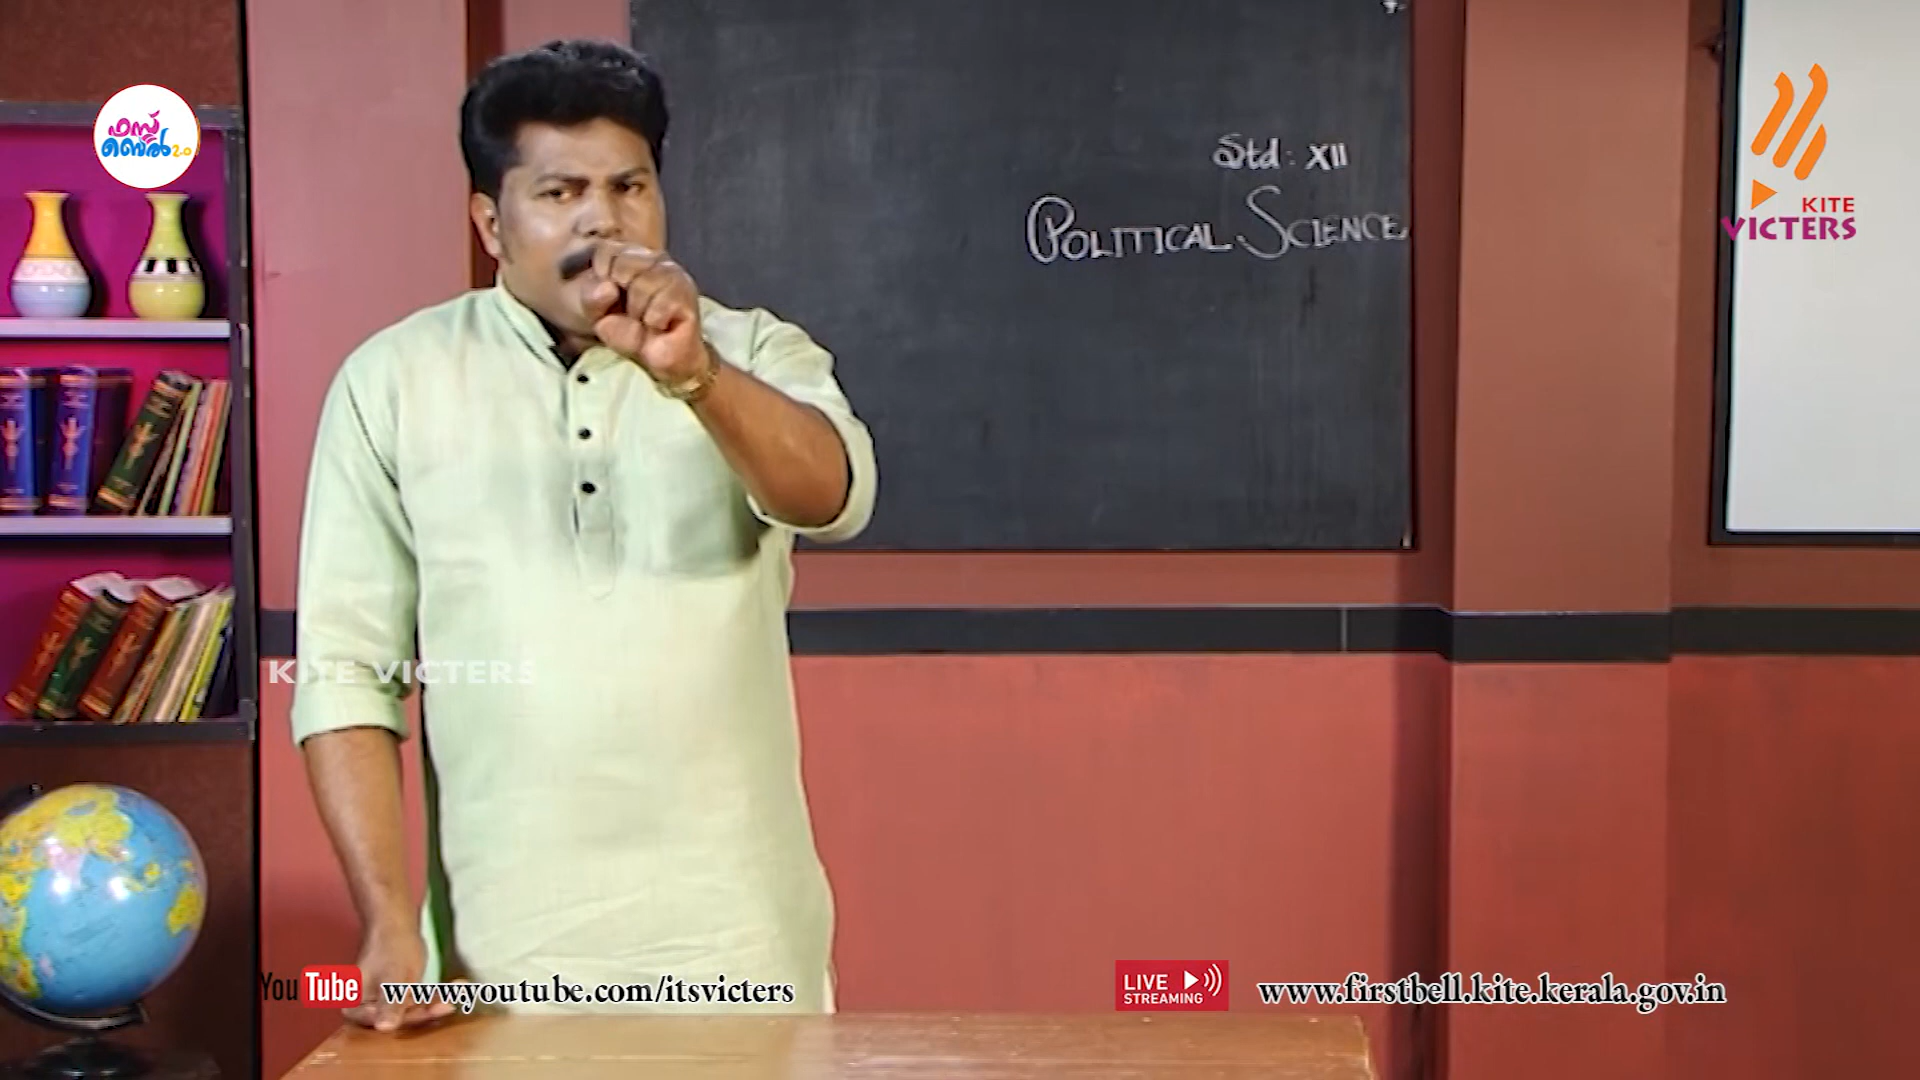 ഫസ്റ്റ്
ബെൽ 2.0
Std : XII
POLITICAL SCIENCE
KITE
VICTERS
KITE VICTERS
YouTube www.youtube.com/itsvicters
LIVE
STREAMING
www.firstbell.kite.kerala.gov.in